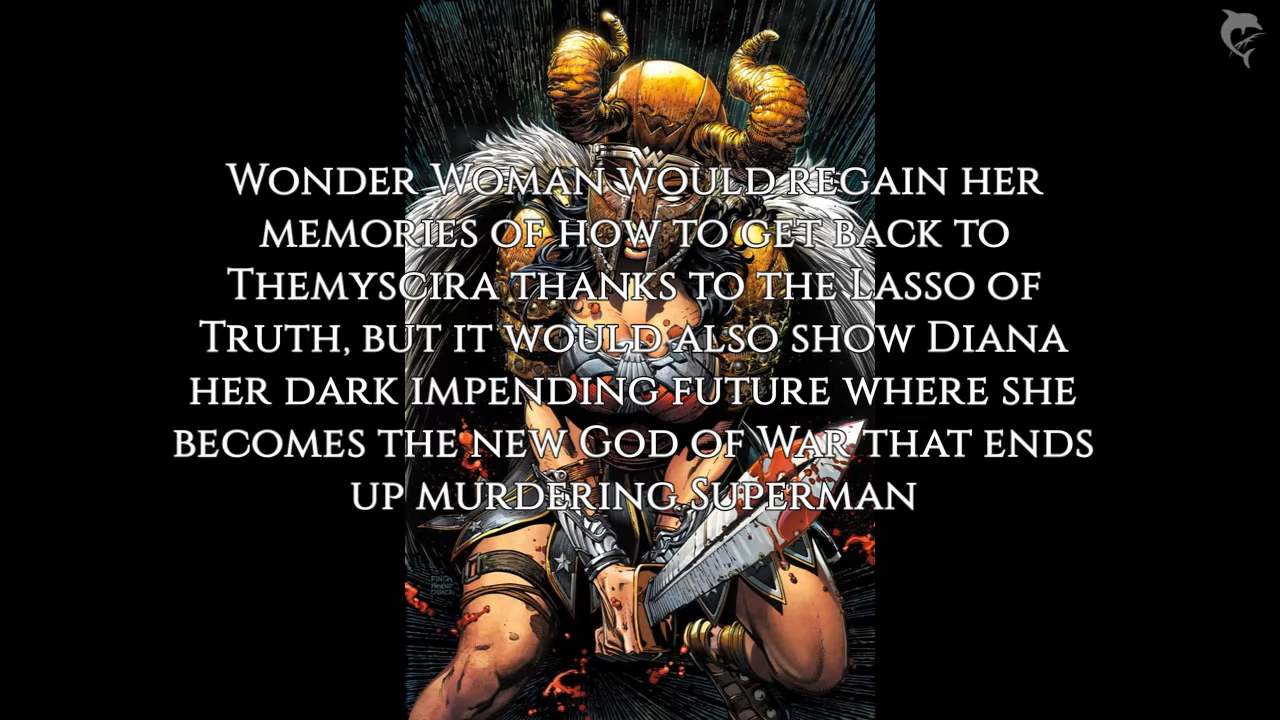 Wonder Woman would regain her
memories of how to get back to
Themyscira thanks to the Lasso of
Truth, but it would also show Diana
her dark impending future where she
becomes the new God of War that ends
up murdering Superman
Finch